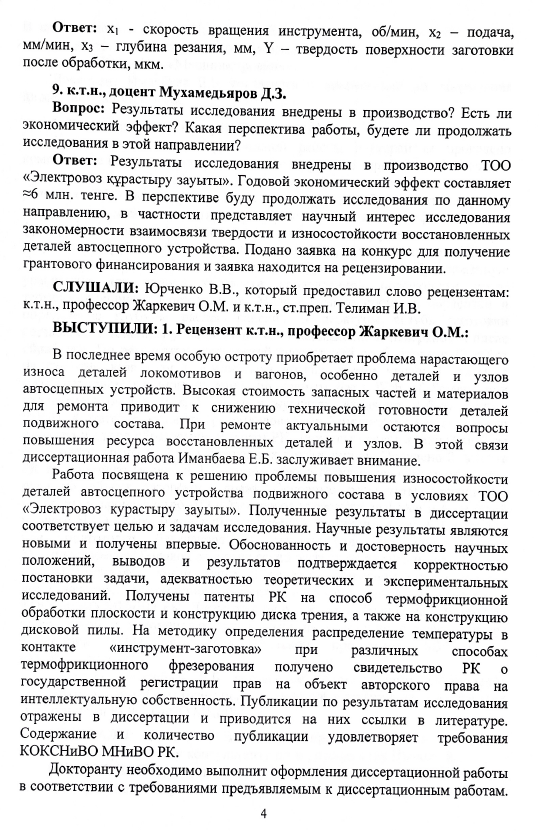 Ответ: x₁ - скорость вращения инструмента, об/мин, x₂ – подача,
мм/мин, x₃ – глубина резания, мм, Y – твердость поверхности заготовки
после обработки, мкм.
9. к.т.н., доцент Мухамедьяров Д.З.
Вопрос: Результаты исследования внедрены в производство? Есть ли
экономический эффект? Какая перспектива работы, будете ли продолжать
исследования в этой направлении?
Ответ: Результаты исследования внедрены в производство ТОО
«Электровоз құрастыру зауыты». Годовой экономический эффект составляет
≈6 млн. тенге. В перспективе буду продолжать исследования по данному
направлению, в частности представляет научный интерес исследования
закономерности взаимосвязи твердости и износостойкости восстановленных
деталей автосцепного устройства. Подано заявка на конкурс для получение
грантового финансирования и заявка находится на рецензировании.
СЛУШАЛИ: Юрченко В.В., который предоставил слово рецензентам:
к.т.н., профессор Жаркевич О.М. и к.т.н., ст.преп. Телиман И.В.
ВЫСТУПИЛИ: 1. Рецензент к.т.н., профессор Жаркевич О.М.:
В последнее время особую остроту приобретает проблема нарастающего
износа деталей локомотивов и вагонов, особенно деталей и узлов
автосцепных устройств. Высокая стоимость запасных частей и материалов
для ремонта приводит к снижению технической готовности деталей
подвижного состава. При ремонте актуальными остаются вопросы
повышения ресурса восстановленных деталей и узлов. В этой связи
диссертационная работа Иманбаева Е.Б. заслуживает внимание.
Работа посвящена к решению проблемы повышения износостойкости
деталей автосцепного устройства подвижного состава в условиях ТОО
«Электровоз курастыру зауыты». Полученные результаты в диссертации
соответствует целью и задачам исследования. Научные результаты являются
новыми и получены впервые. Обоснованность и достоверность научных
положений, выводов и результатов подтверждается корректностью
постановки задачи, адекватностью теоретических и экспериментальных
исследований. Получены патенты РК на способ термофрикционной
обработки плоскости и конструкцию диска трения, а также на конструкцию
дисковой пилы. На методику определения распределение температуры в
контакте «инструмент-заготовка» при различных способах
термофрикционного фрезерования получено свидетельство РК о
государственной регистрации прав на объект авторского права на
интеллектуальную собственность. Публикации по результатам исследования
отражены в диссертации и приводится на них ссылки в литературе.
Содержание и количество публикации удовлетворяет требования
КОКСНиВО МНиВО РК.
Докторанту необходимо выполнит оформления диссертационной работы
в соответствии с требованиями предъявляемым к диссертационным работам.
4